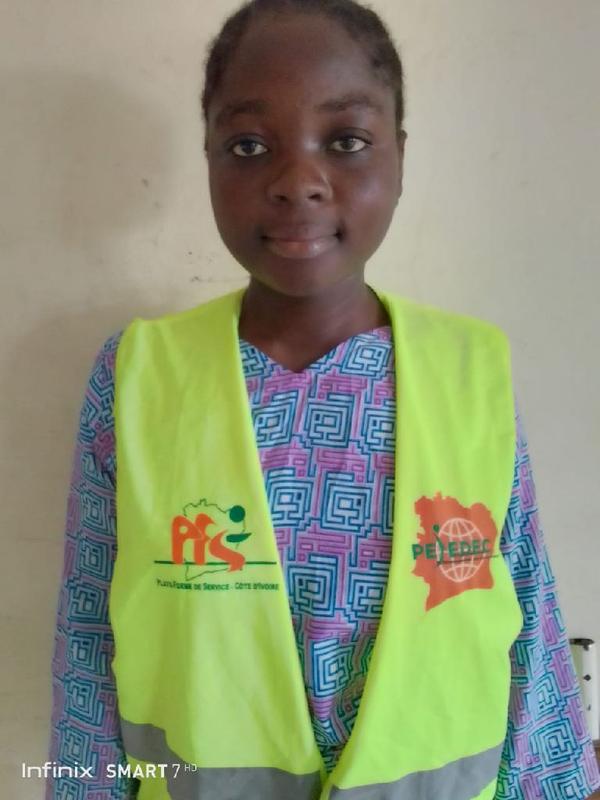 PFS
PLATEFORME DE SERVICE - CÔTE D'IVOIRE
PEJEDEC
Infinix SMART 7 HD